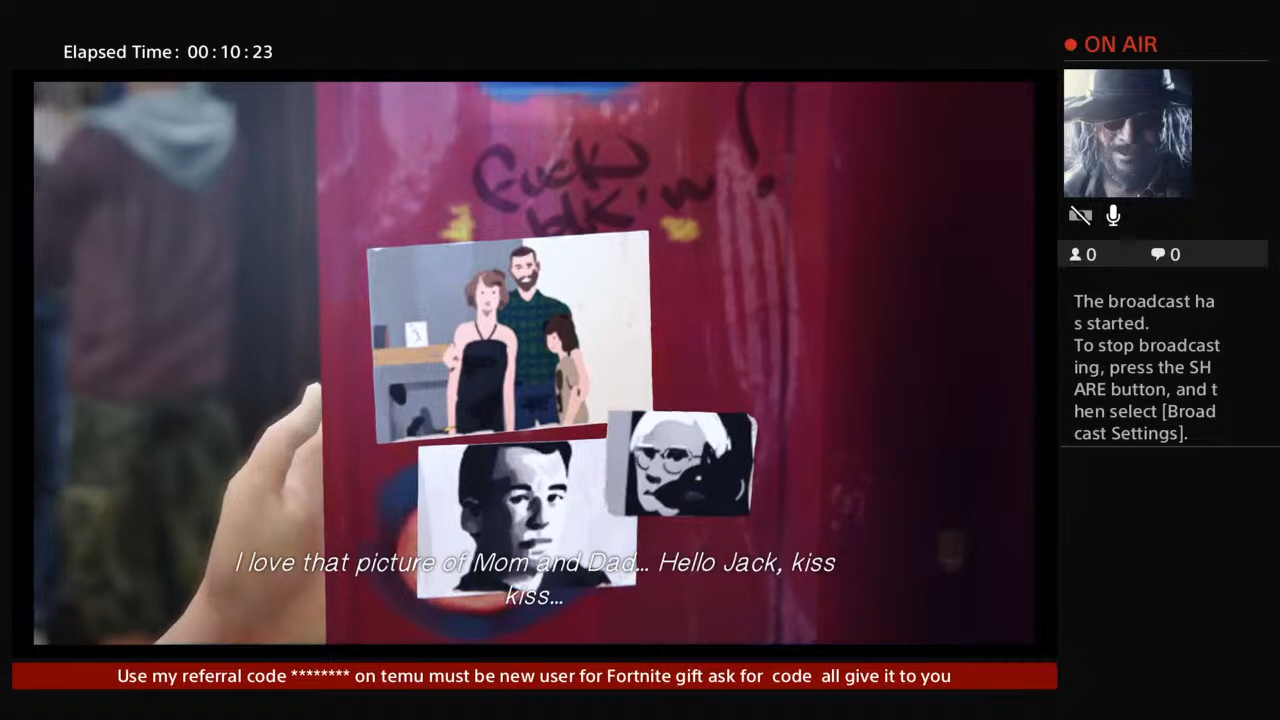 Elapsed Time: 00:10:23
ON AIR
fuck
0
0
The broadcast ha
s started.
To stop broadcast
ing, press the SH
ARE button, and t
hen select [Broad
cast Settings].
I love that picture of Mom and Dad... Hello Jack, kiss
kiss...
Use my referral code ******** on temu must be new user for Fortnite gift ask for code all give it to you